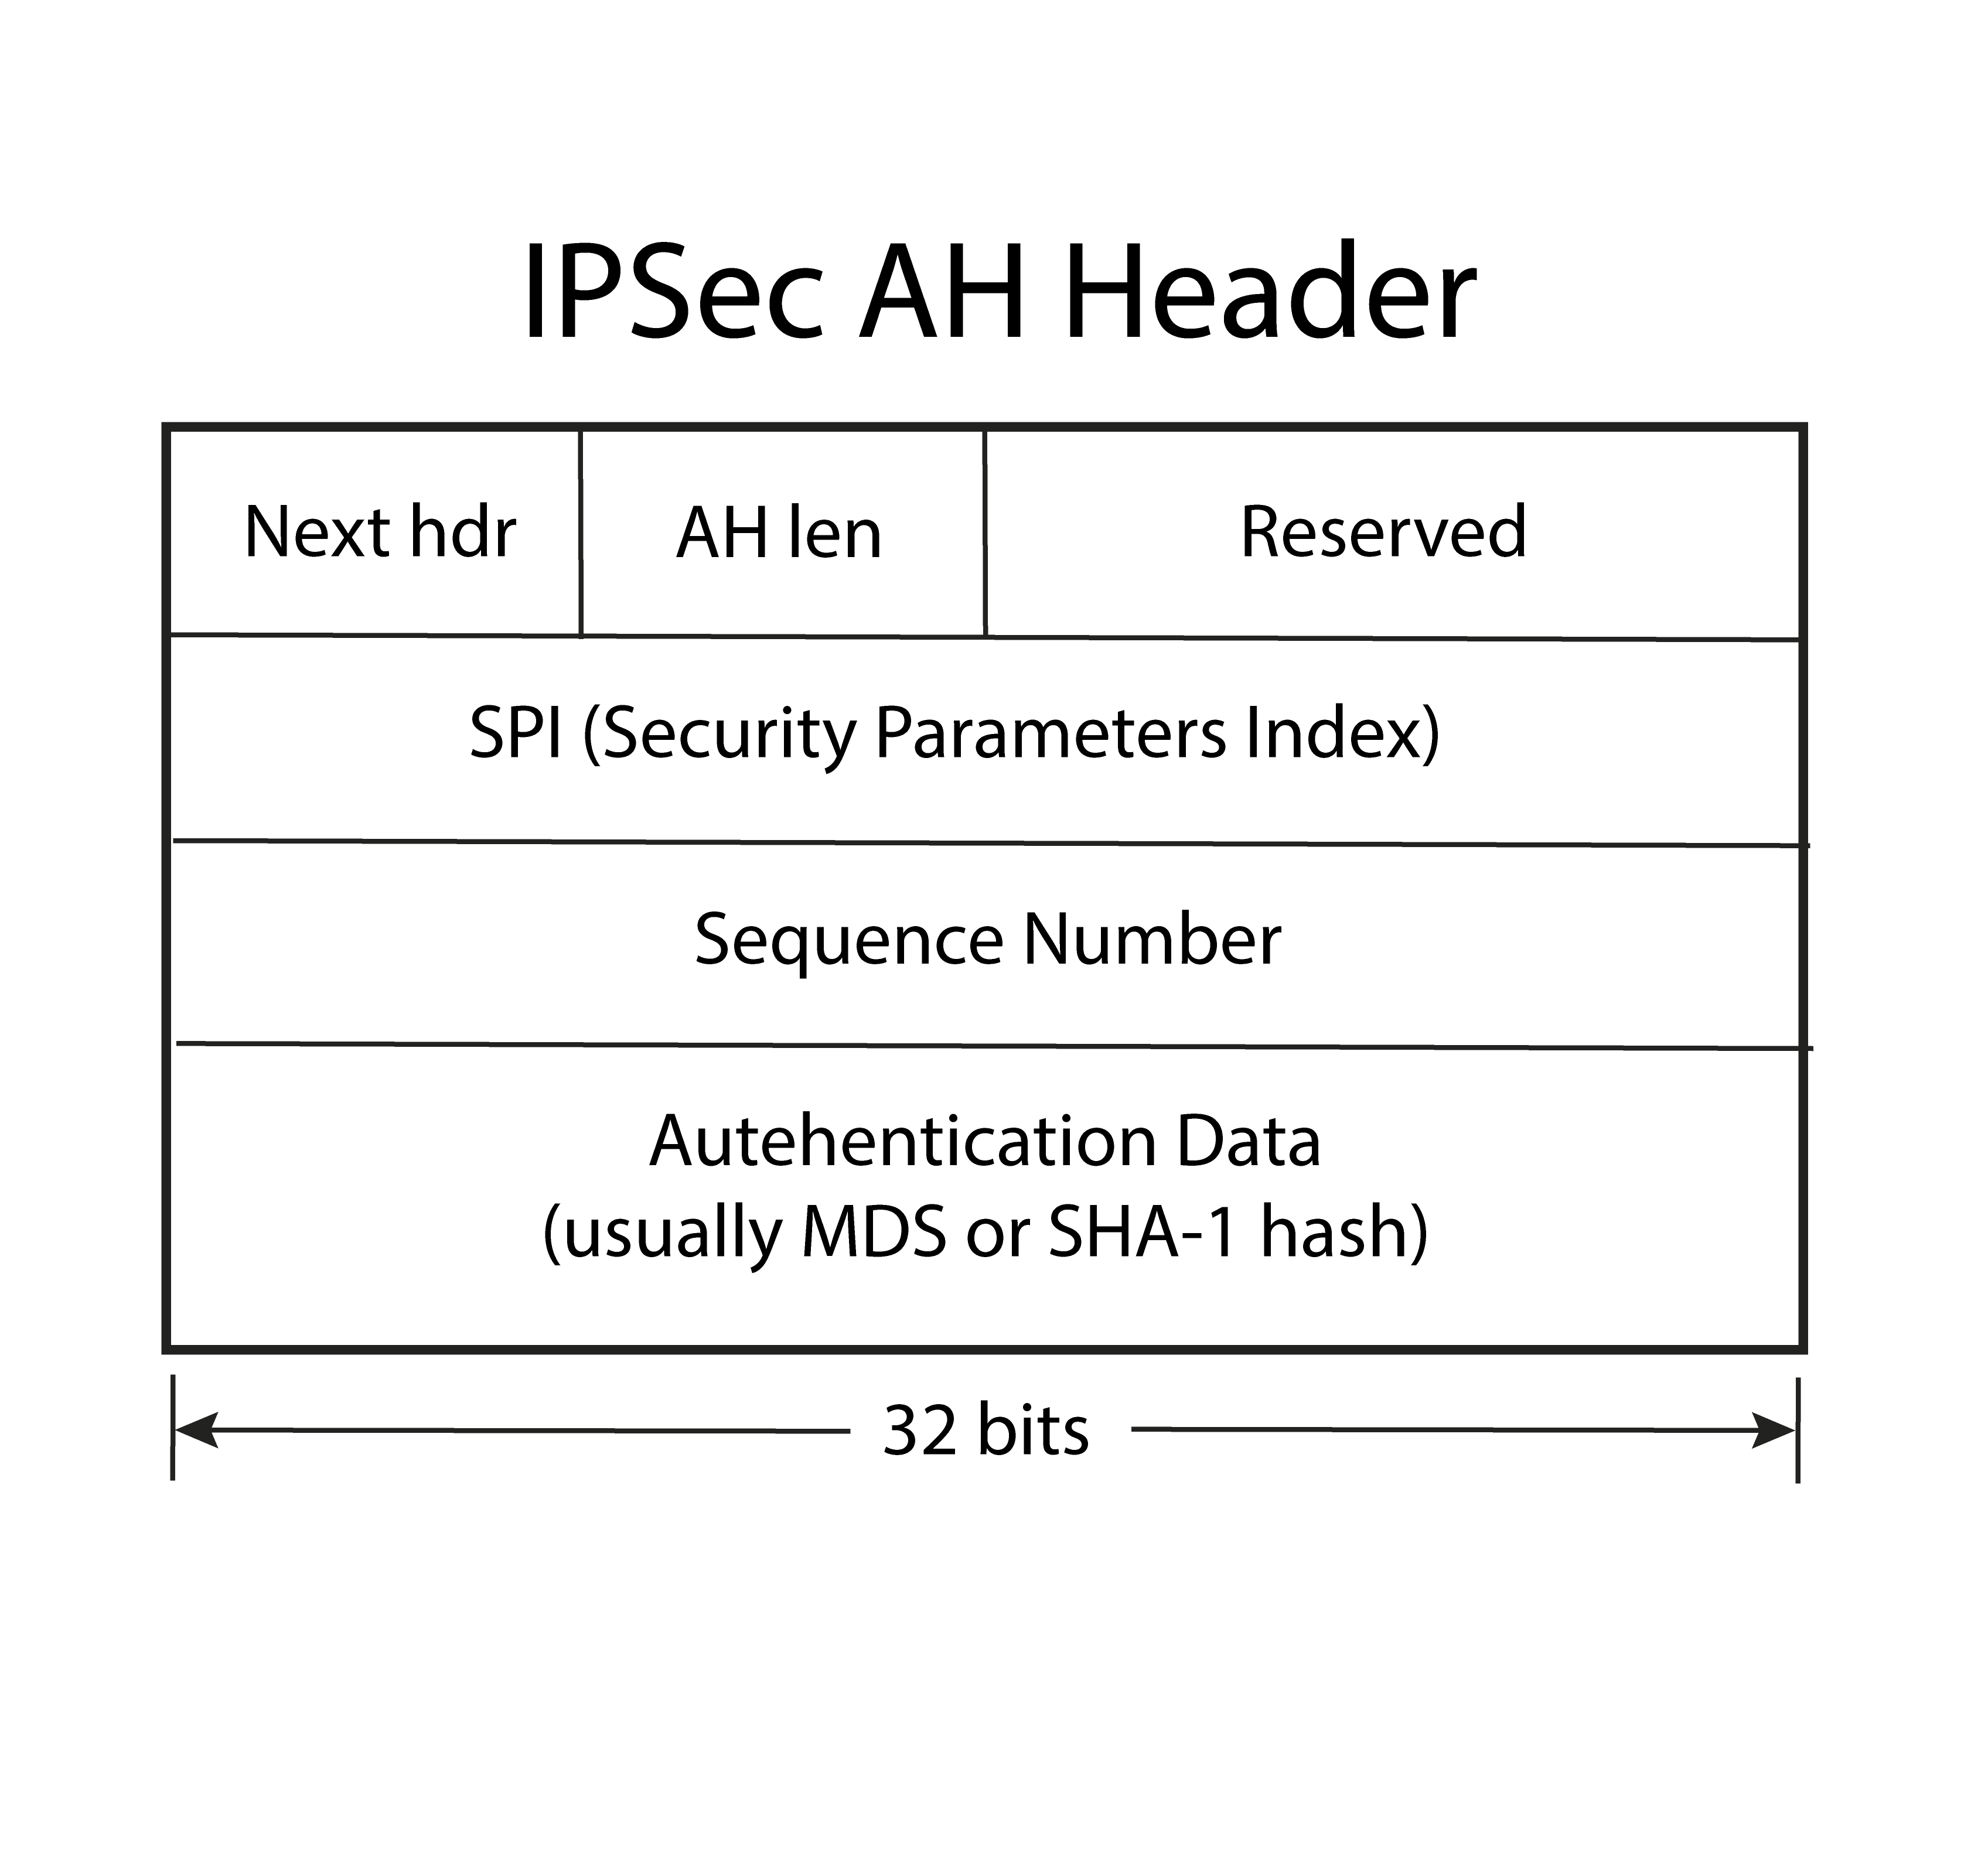 IPSec AH Header
Next hdr
AH len
Reserved
SPI (Security Parameters Index)
Sequence Number
Autehentication Data
(usually MDS or SHA-1 hash)
32 bits